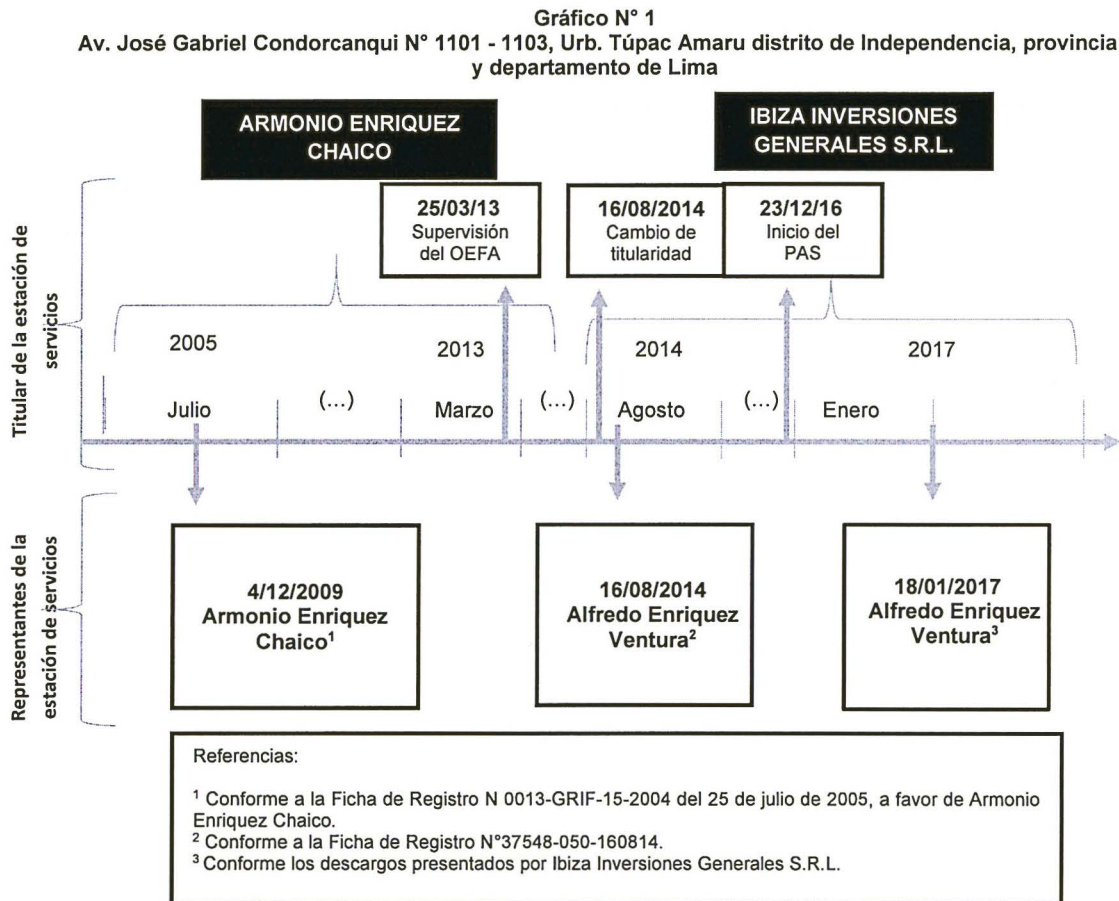 Gráfico N° 1
Av. José Gabriel Condorcanqui N° 1101 - 1103, Urb. Túpac Amaru distrito de Independencia, provincia
y departamento de Lima
ARMONIO ENRIQUEZ
CHAICO
IBIZA INVERSIONES
GENERALES S.R.L.
Titular de la estación de
servicios
25/03/13
Supervisión
del OEFA
16/08/2014
Cambio de
titularidad
23/12/16
Inicio del
PAS
2005
2013
2014
2017
Julio
(...)
Marzo
(...)
Agosto
(...)
Enero
Representantes de la
estación de servicios
4/12/2009
Armonio Enriquez
Chaico¹
16/08/2014
Alfredo Enriquez
Ventura²
18/01/2017
Alfredo Enriquez
Ventura³
Referencias:
¹ Conforme a la Ficha de Registro N 0013-GRIF-15-2004 del 25 de julio de 2005, a favor de Armonio
Enriquez Chaico.
² Conforme a la Ficha de Registro N°37548-050-160814.
³ Conforme los descargos presentados por Ibiza Inversiones Generales S.R.L.